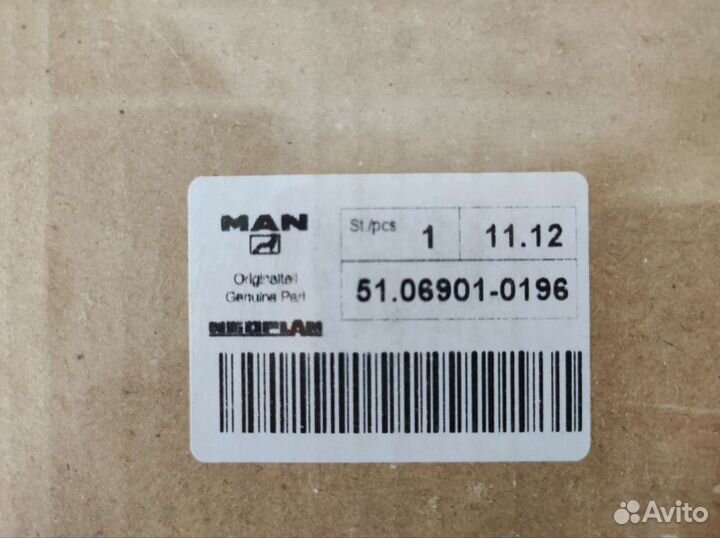 MAN
Originalteil
Genuine Part
NEOPLAN
St./pcs 1 11.12
51.06901-0196
Avito